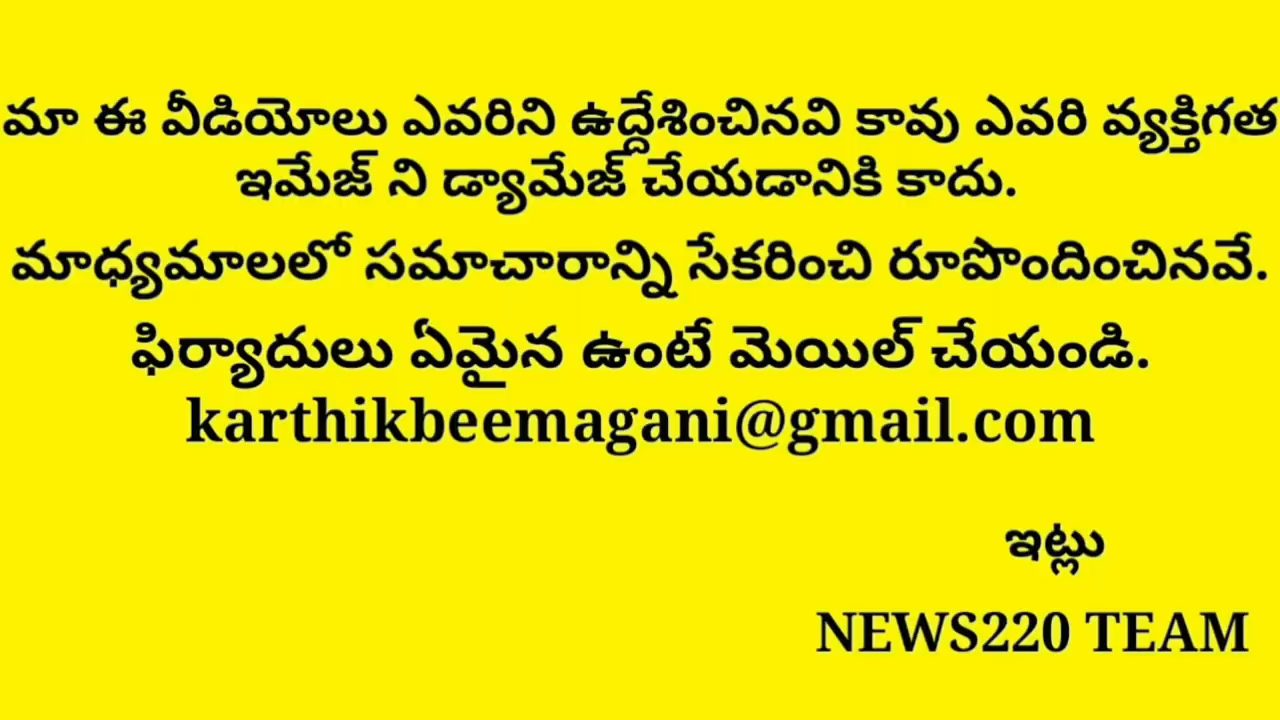 మా ఈ వీడియోలు ఎవరిని ఉద్దేశించినవి కావు ఎవరి వ్యక్తిగత
ఇమేజ్ ని డ్యామేజ్ చేయడానికి కాదు.
మాధ్యమాలలో సమాచారాన్ని సేకరించి రూపొందించినవే.
ఫిర్యాదులు ఏమైన ఉంటే మెయిల్ చేయండి.
karthikbeemagani@gmail.com
ఇట్లు
NEWS220 TEAM